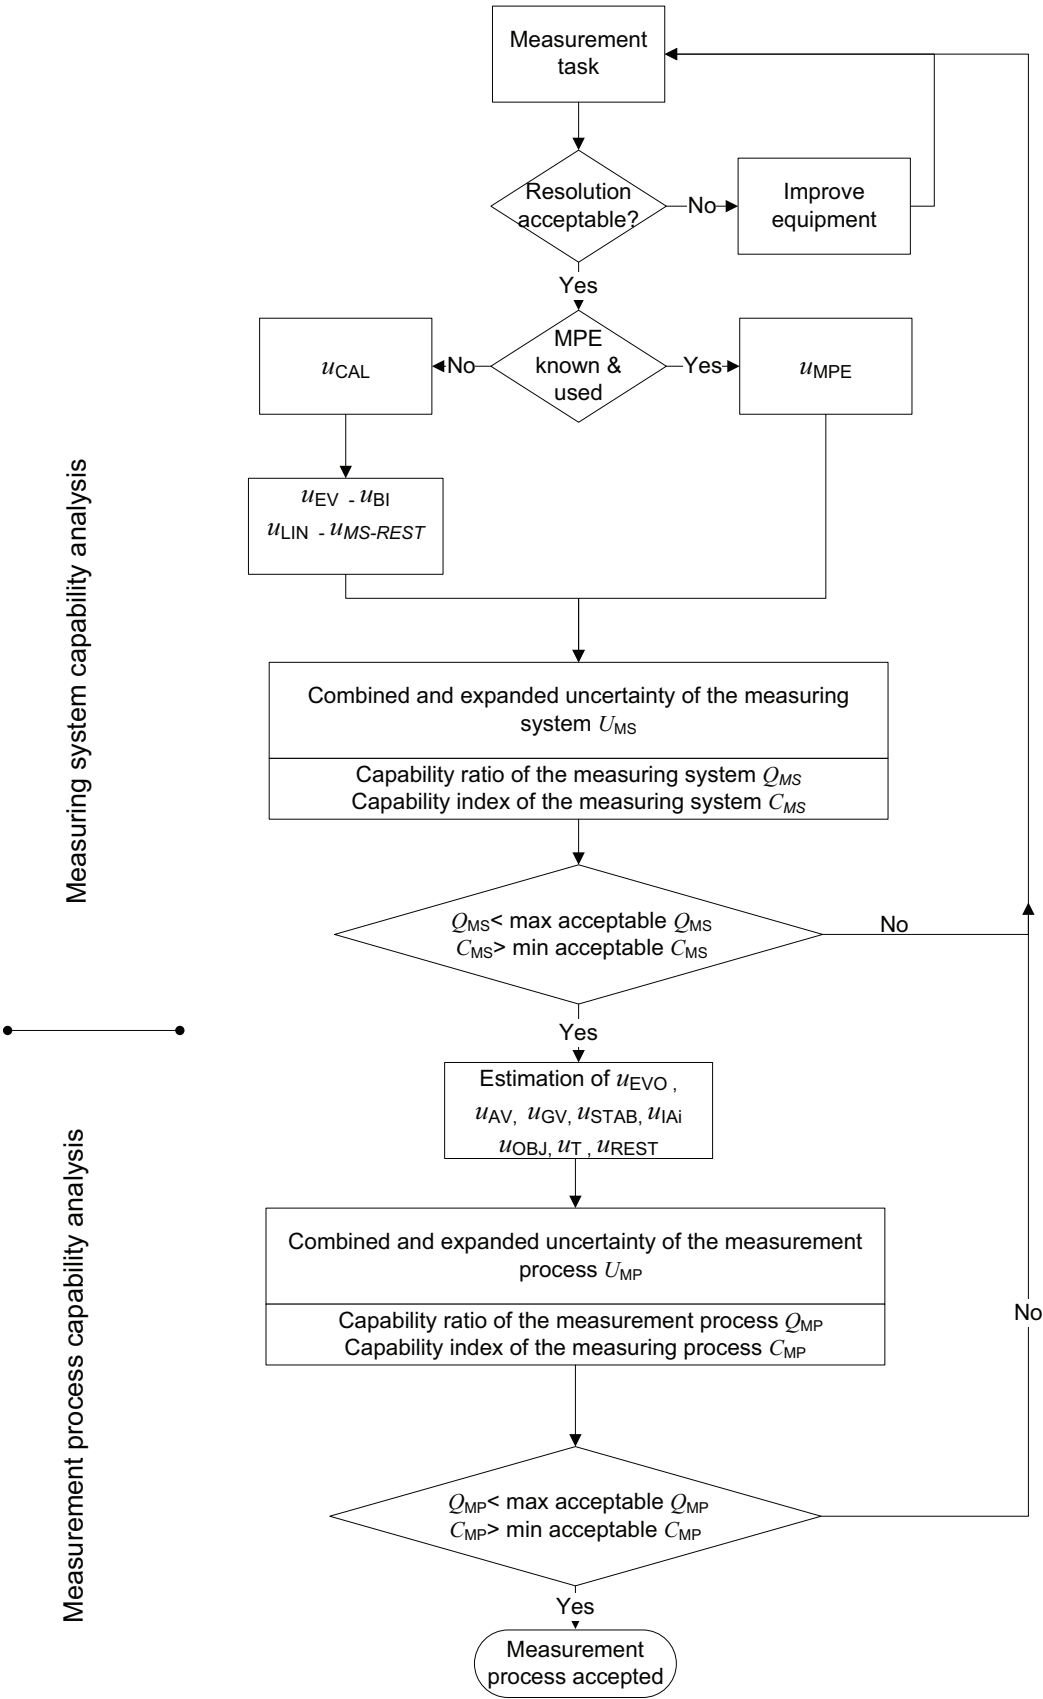 Measurement
task
Resolution
acceptable?
No
Improve
equipment
Yes
uCAL
No
MPE
known &
used
Yes
uMPE
uEV - uBI
uLIN - uMS-REST
Measuring system capability analysis
Combined and expanded uncertainty of the measuring
system UMS
Capability ratio of the measuring system QMS
Capability index of the measuring system CMS
QMS< max acceptable QMS
CMS> min acceptable CMS
No
Yes
Estimation of uEVO ,
uAV, uGV, uSTAB, uIAi
uOBJ, uT , uREST
Measurement process capability analysis
Combined and expanded uncertainty of the measurement
process UMP
Capability ratio of the measurement process QMP
Capability index of the measuring process CMP
No
QMP< max acceptable QMP
CMP> min acceptable CMP
Yes
Measurement
process accepted